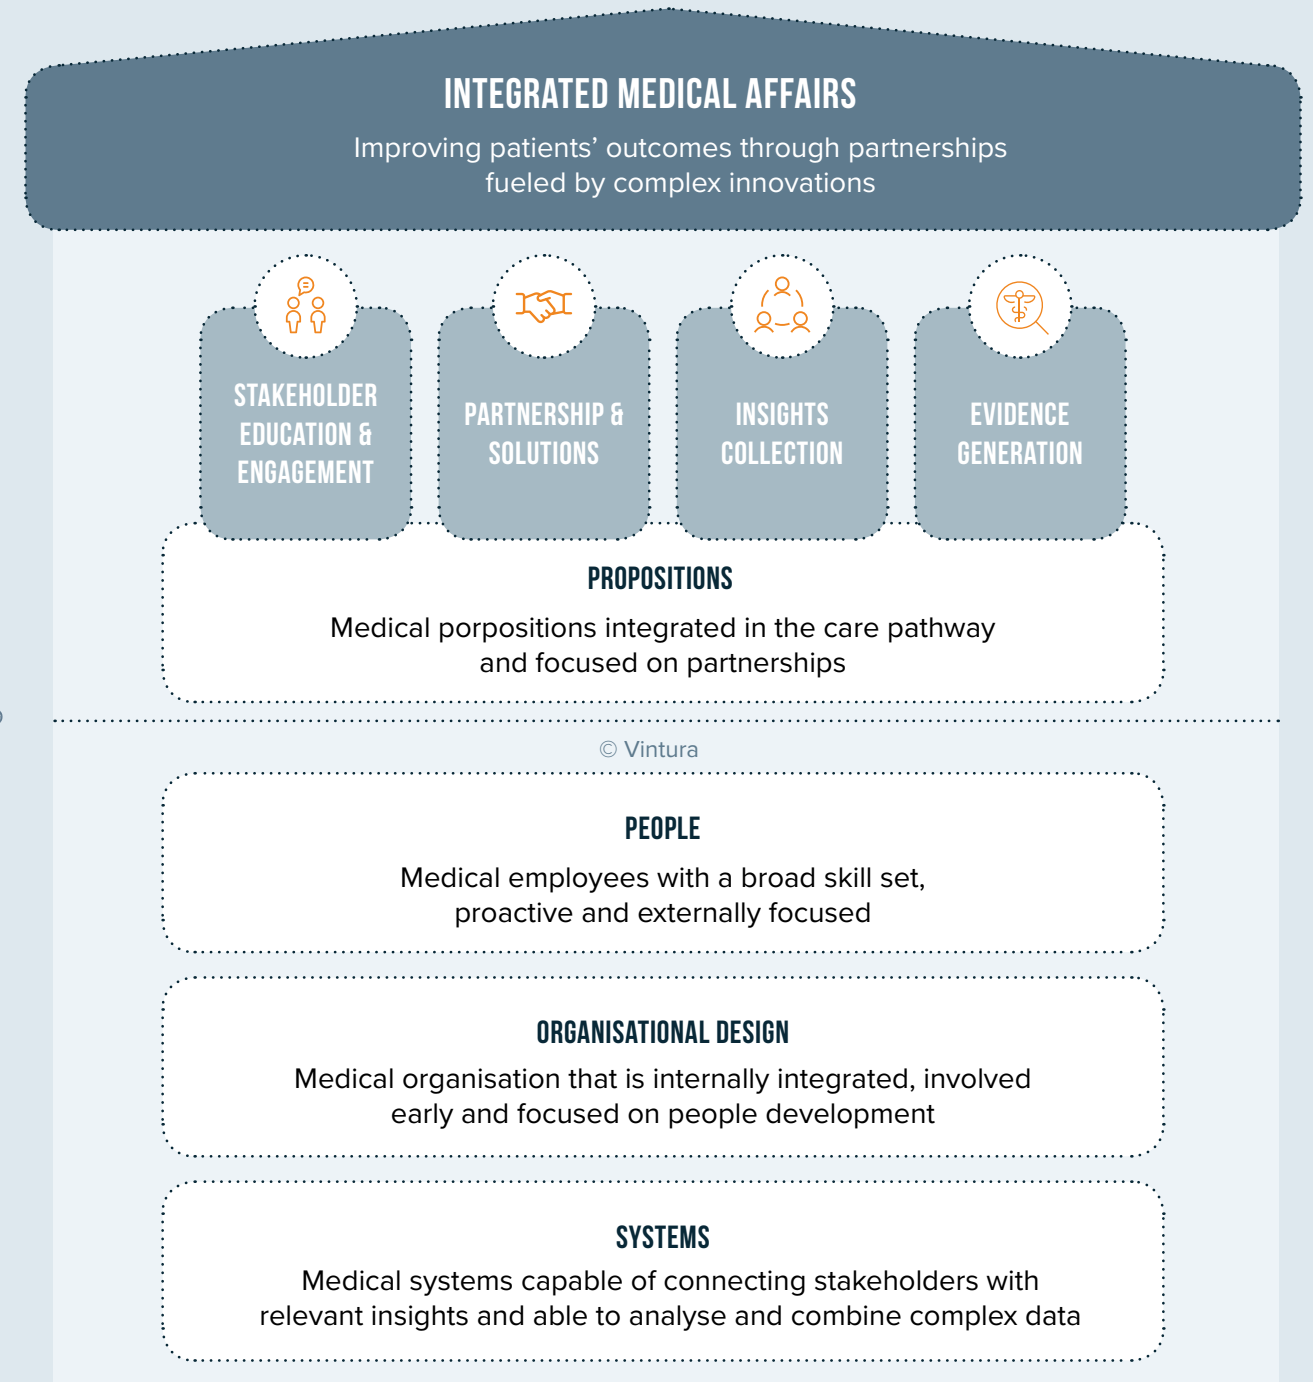 INTEGRATED MEDICAL AFFAIRS
Improving patients’ outcomes through partnerships
fueled by complex innovations
STAKEHOLDER
EDUCATION &
ENGAGEMENT
PARTNERSHIP &
SOLUTIONS
INSIGHTS
COLLECTION
EVIDENCE
GENERATION
PROPOSITIONS
Medical porpositions integrated in the care pathway
and focused on partnerships
© Vintura
PEOPLE
Medical employees with a broad skill set,
proactive and externally focused
ORGANISATIONAL DESIGN
Medical organisation that is internally integrated, involved
early and focused on people development
SYSTEMS
Medical systems capable of connecting stakeholders with
relevant insights and able to analyse and combine complex data